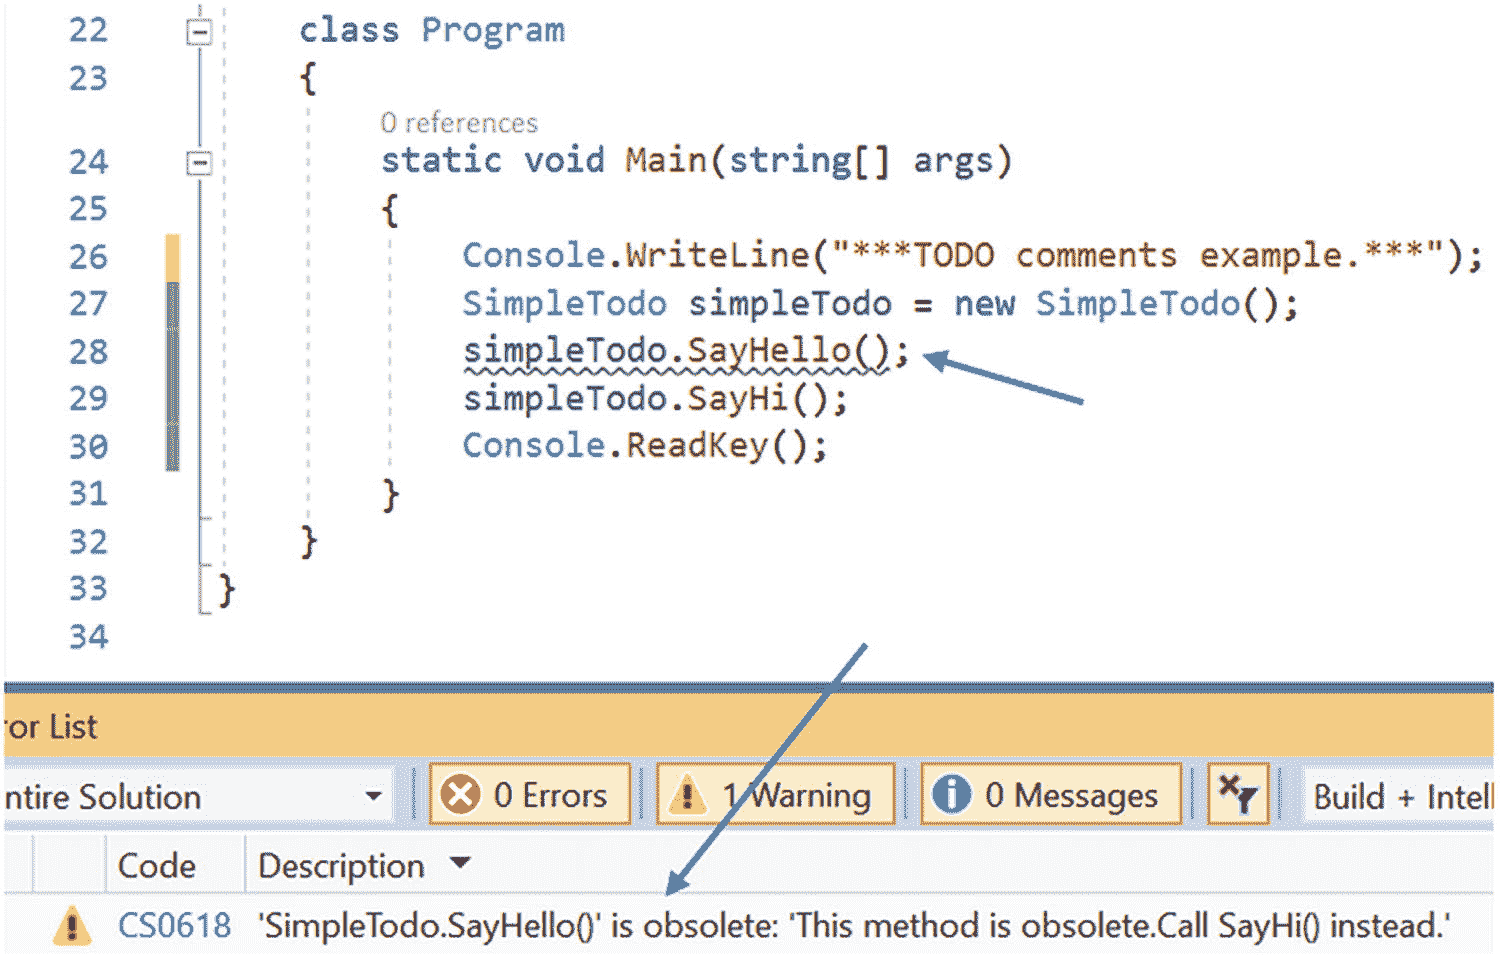 22 class Program
23 {
0 references
24 static void Main(string[] args)
25 {
26 Console.WriteLine("***TODO comments example.***");
27 SimpleTodo simpleTodo = new SimpleTodo();
28 simpleTodo.SayHello();
29 simpleTodo.SayHi();
30 Console.ReadKey();
31 }
32 }
33 }
34
ror List
ntire Solution 0 Errors 1 Warning 0 Messages Build + Intell
Code Description
CS0618 'SimpleTodo.SayHello()' is obsolete: 'This method is obsolete.Call SayHi() instead.'